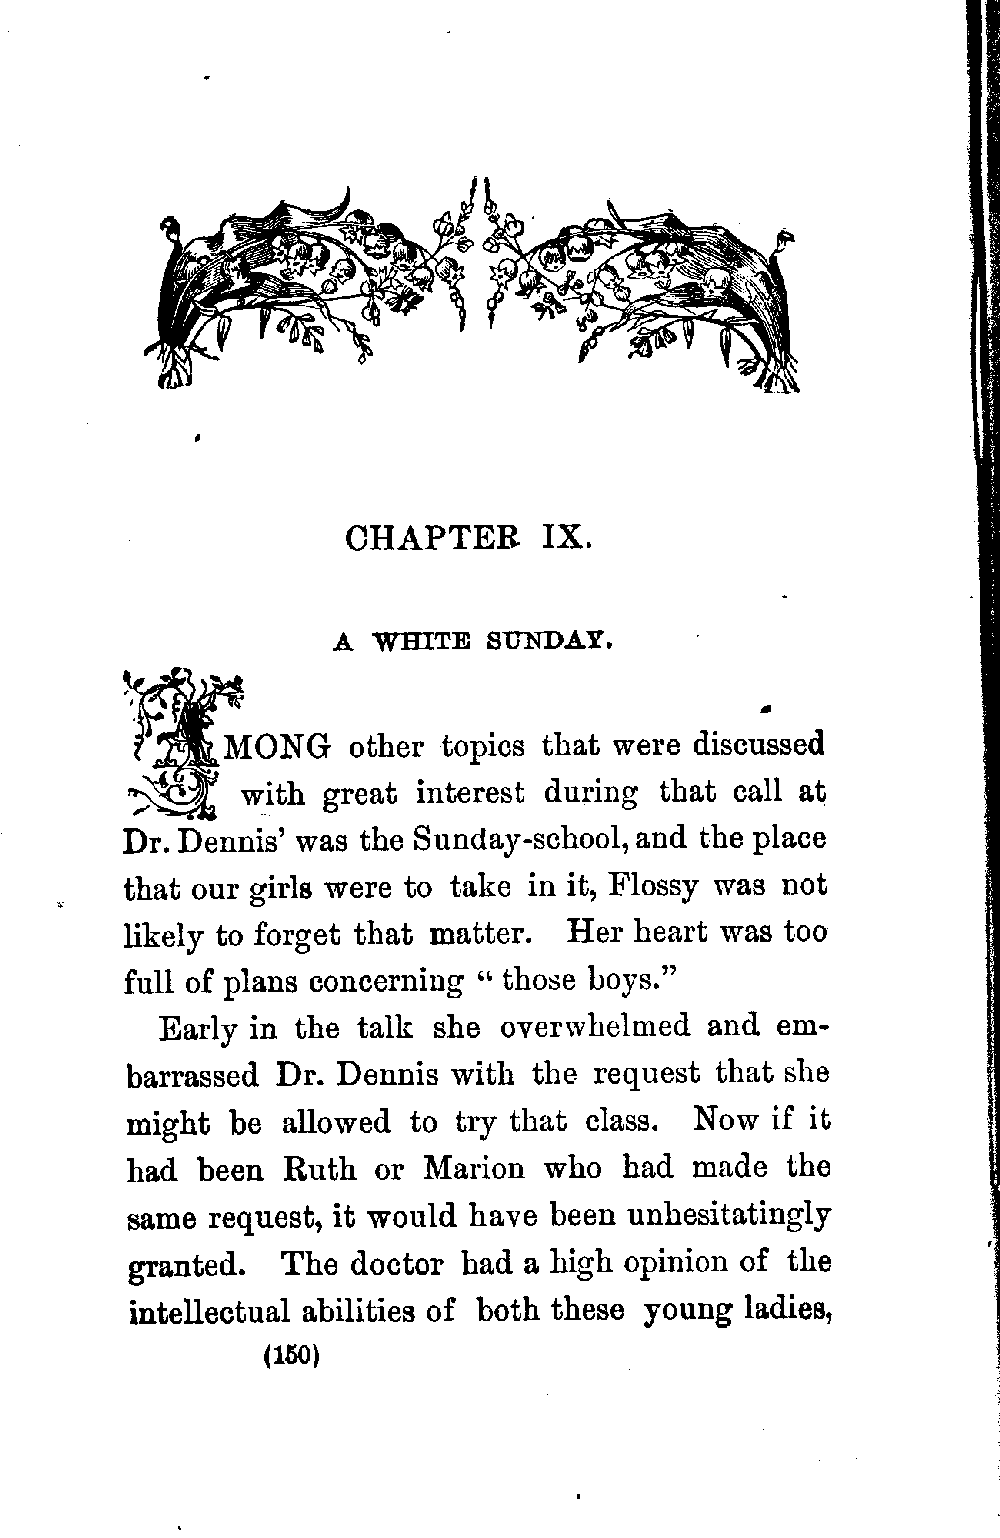 CHAPTER IX.
A WHITE SUNDAY.
AMONG other topics that were discussed
with great interest during that call at
Dr. Dennis' was the Sunday-school, and the place
that our girls were to take in it, Flossy was not
likely to forget that matter. Her heart was too
full of plans concerning “ those boys.”
Early in the talk she overwhelmed and em-
barrassed Dr. Dennis with the request that she
might be allowed to try that class. Now if it
had been Ruth or Marion who had made the
same request, it would have been unhesitatingly
granted. The doctor had a high opinion of the
intellectual abilities of both these young ladies,
(150)